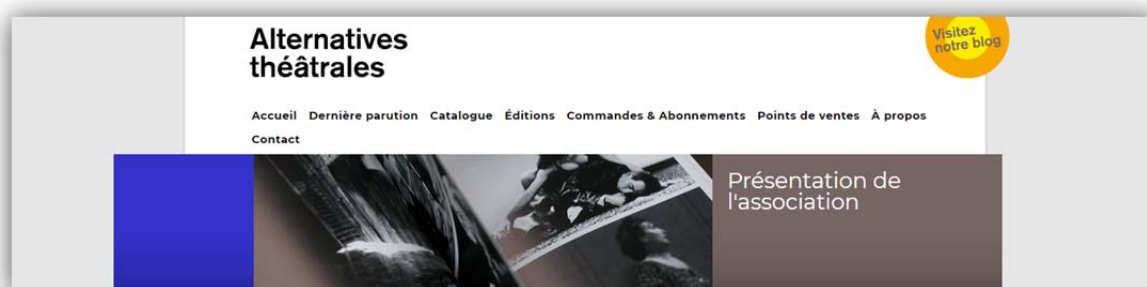 Alternatives
théâtrales
Visitez
notre blog
Accueil Dernière parution Catalogue Éditions Commandes & Abonnements Points de ventes À propos
Contact
Présentation de
l'association